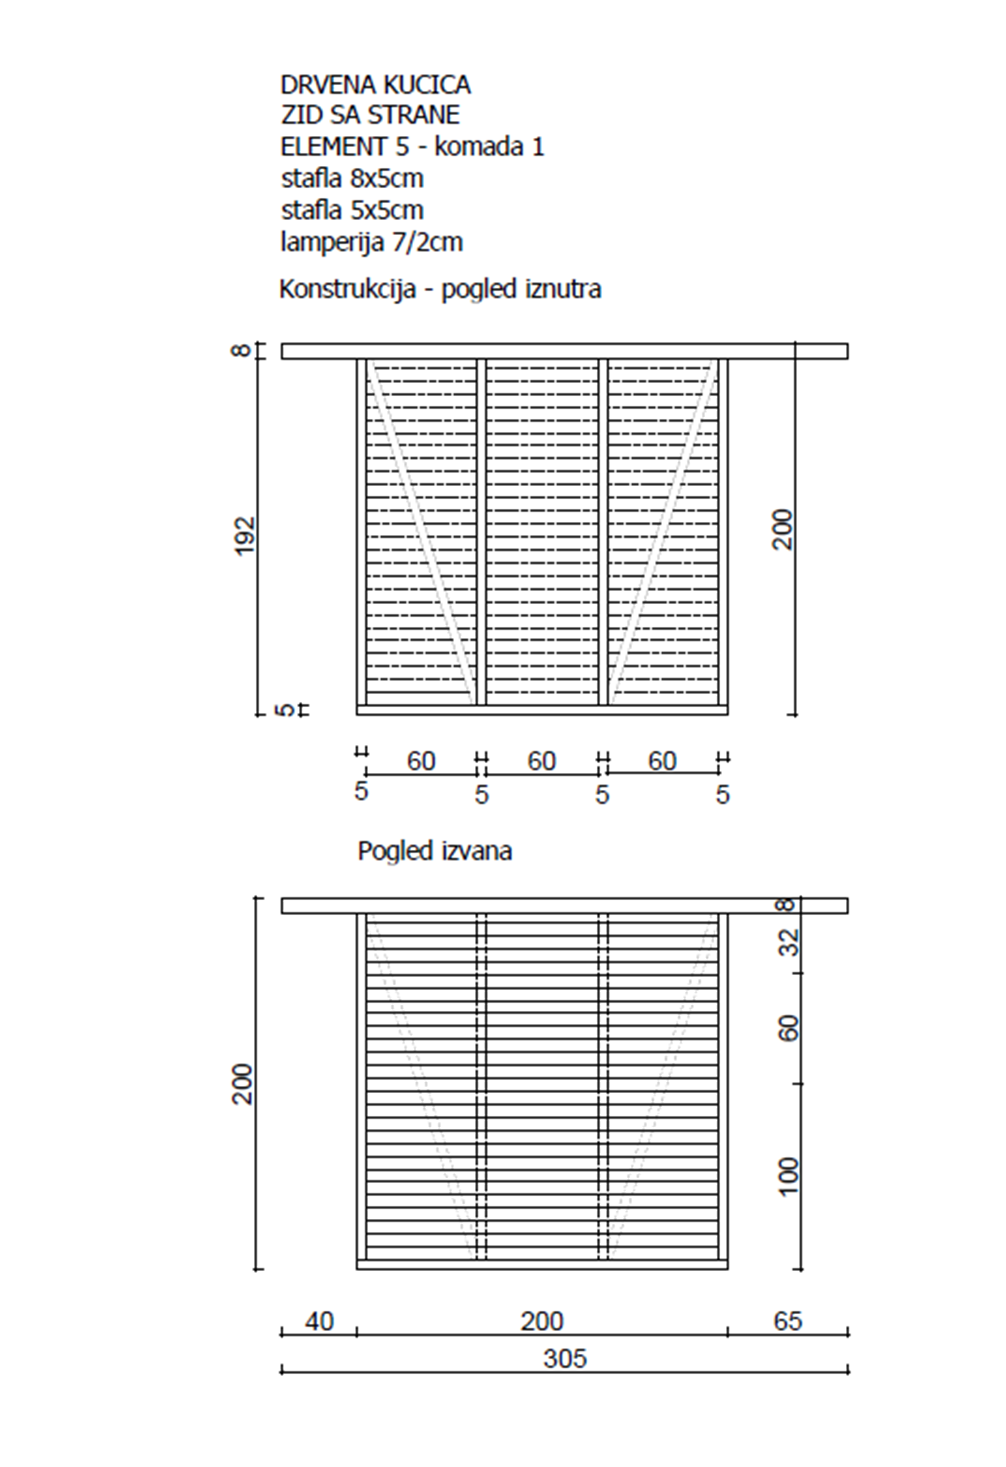 DRVENA KUCICA
ZID SA STRANE
ELEMENT 5 - komada 1
stafla 8x5cm
stafla 5x5cm
lamperija 7/2cm
Konstrukcija - pogled iznutra
8
192
200
5
60 60 60
5 5 5 5
Pogled izvana
8
32
60
200
100
40 200 65
305